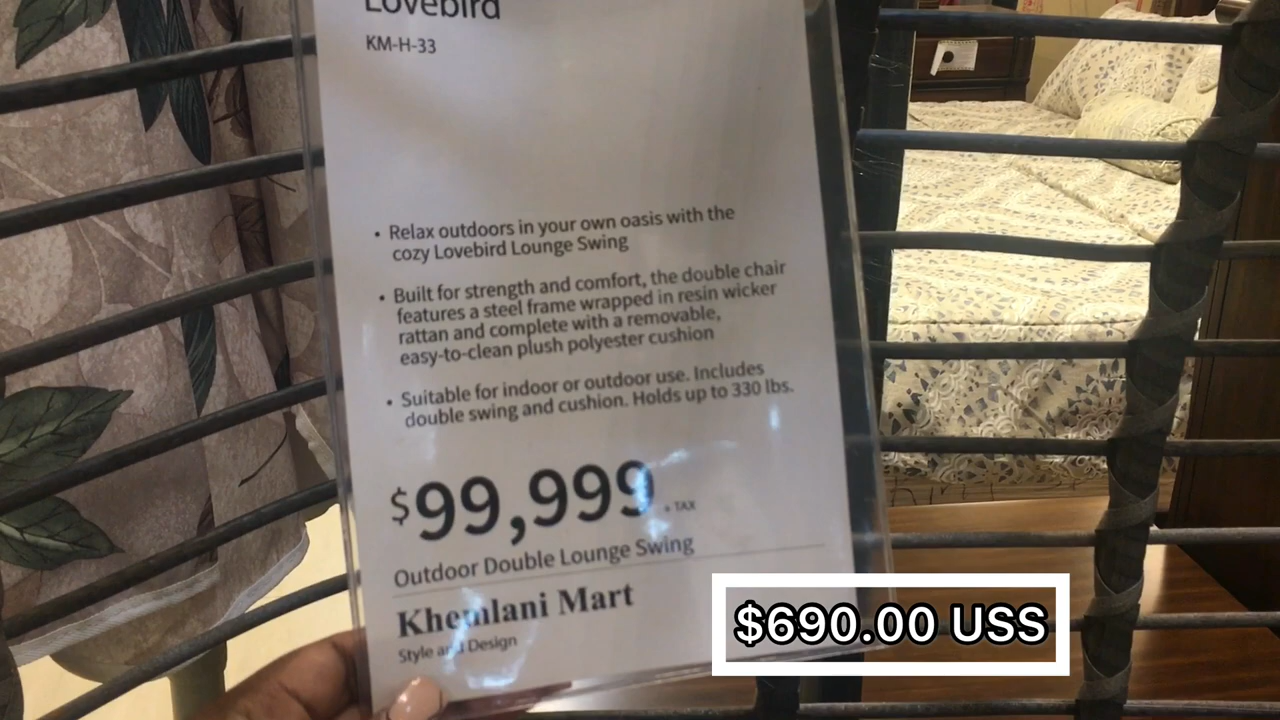 Lovebird
KM-H-33
• Relax outdoors in your own oasis with the
cozy Lovebird Lounge Swing
• Built for strength and comfort, the double chair
features a steel frame wrapped in resin wicker
rattan and complete with a removable,
easy-to-clean plush polyester cushion
• Suitable for indoor or outdoor use. Includes
double swing and cushion. Holds up to 330 lbs.
$99,999 + TAX
Outdoor Double Lounge Swing
Khemlani Mart
Style and Design
$690.00 USS